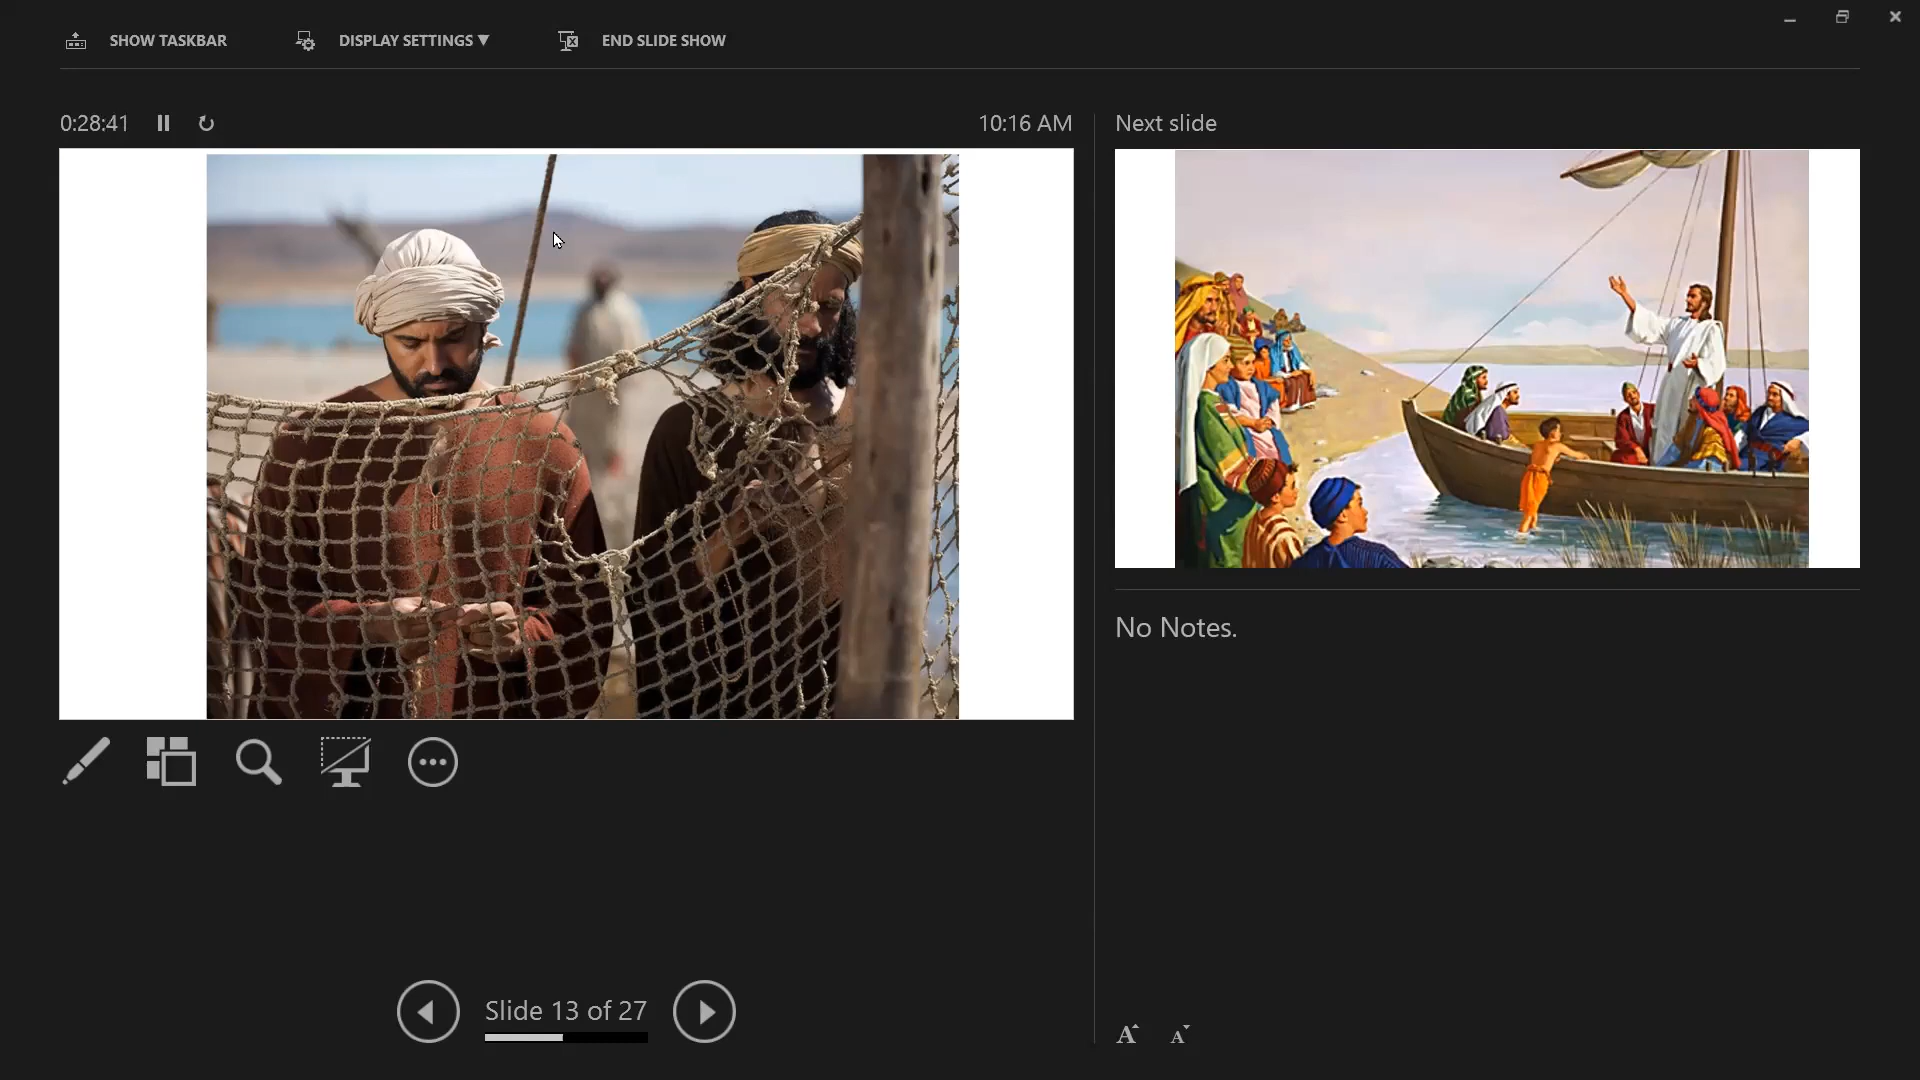 SHOW TASKBAR
DISPLAY SETTINGS ▼
END SLIDE SHOW
0:28:41
10:16 AM
Next slide
No Notes.
Slide 13 of 27
A
A